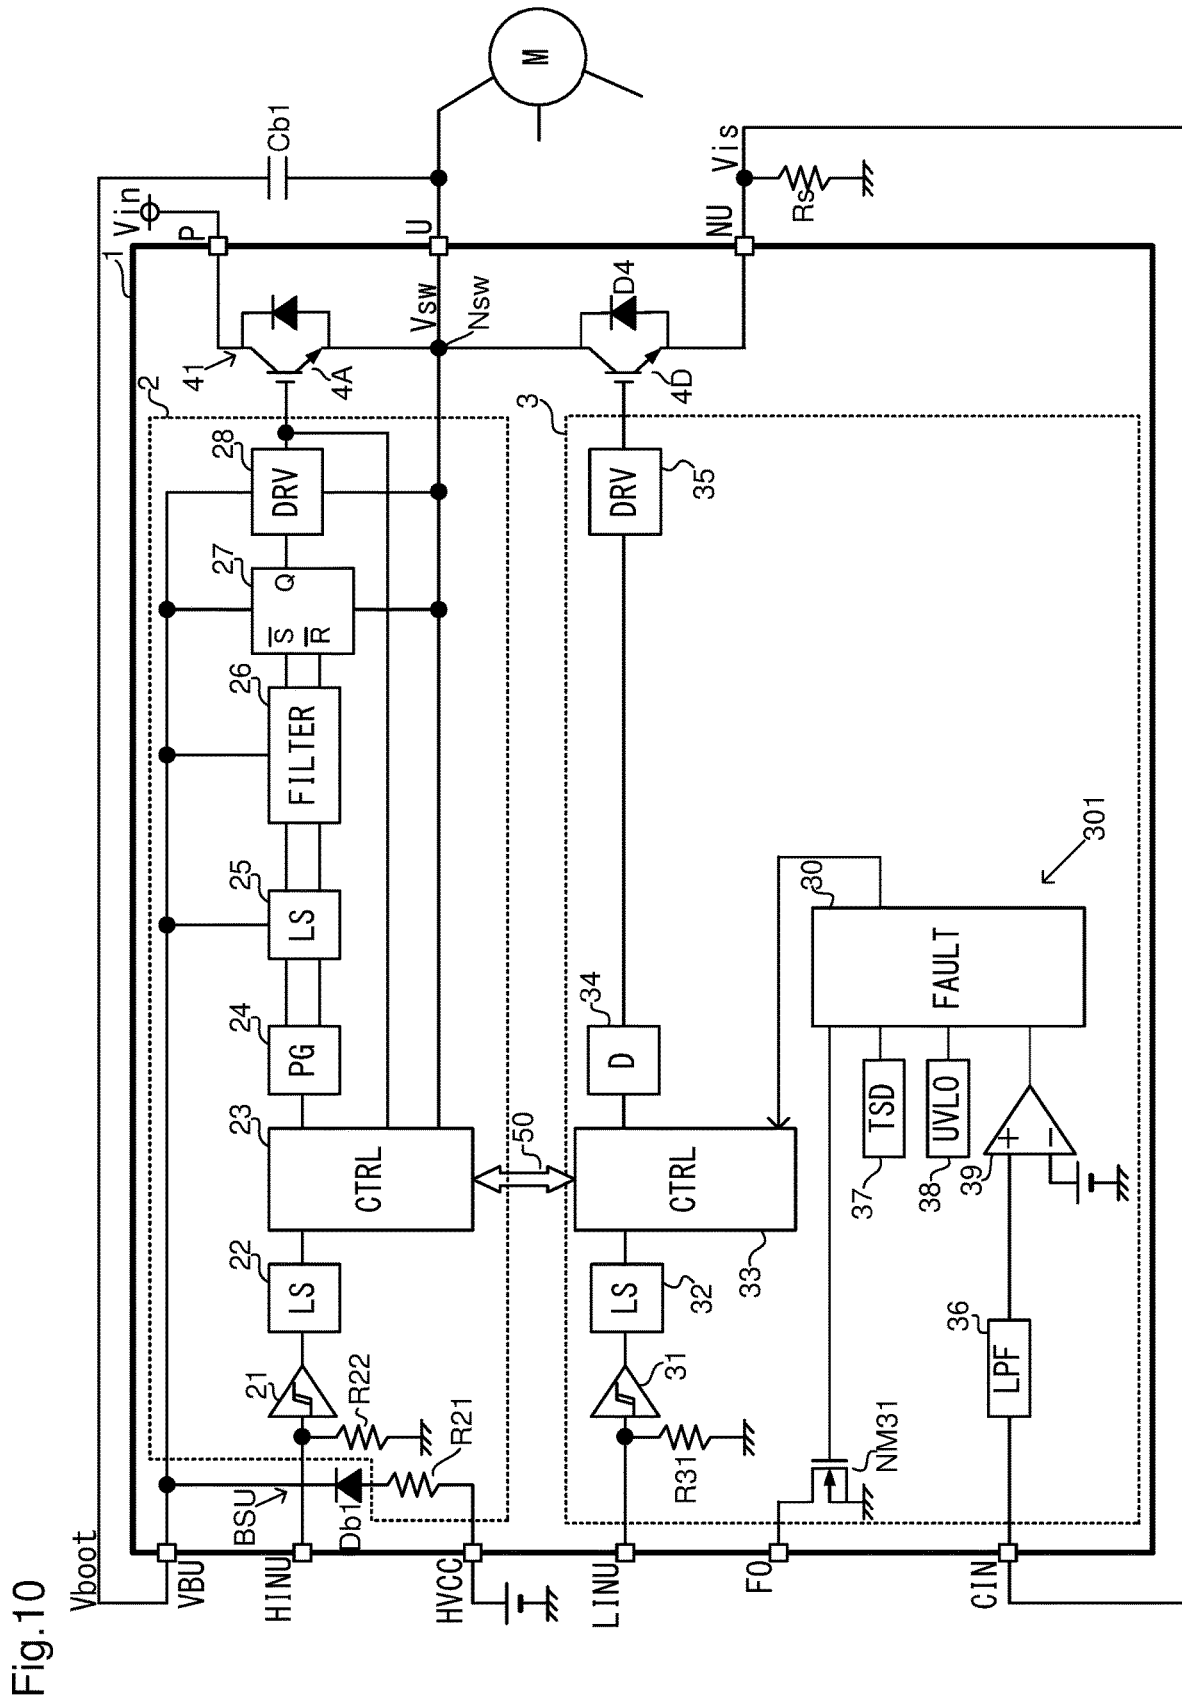 Fig.10
Vboot
VBU
HINU
HVCC
LINU
FO
CIN
BSU
Db1
R21
R22
21
22
LS
23
CTRL
24
PG
25
LS
26
FILTER
27
S
R
Q
28
DRV
2
1
41
4A
Vin
P
Cb1
M
U
Vsw
Nsw
50
3
R31
31
32
LS
33
CTRL
34
D
35
DRV
4D
D4
NU
Vis
Rs
NM31
36
LPF
37
TSD
38
UVLO
39
+
−
30
FAULT
301